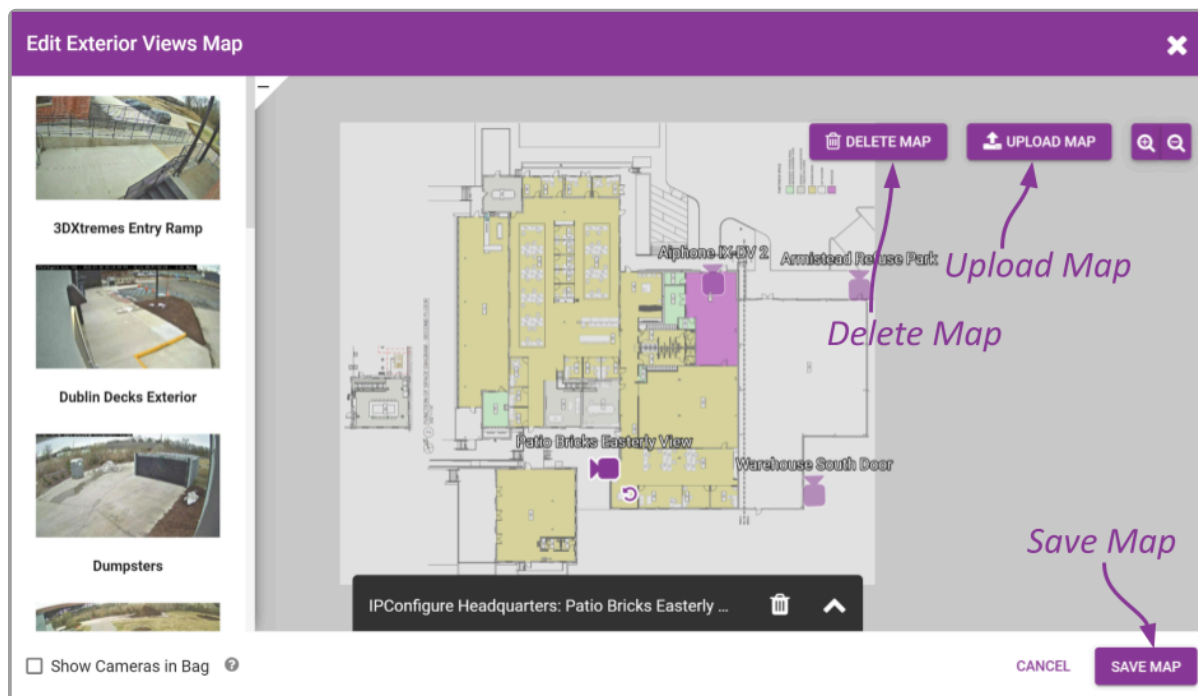 Edit Exterior Views Map
DELETE MAP
UPLOAD MAP
3DXtremes Entry Ramp
Aiphone IX-DV 2
Armistead Refuse Park
Upload Map
Delete Map
Dublin Decks Exterior
Patio Bricks Easterly View
Warehouse South Door
Save Map
Dumpsters
IPConfigure Headquarters: Patio Bricks Easterly ...
Show Cameras in Bag
CANCEL
SAVE MAP